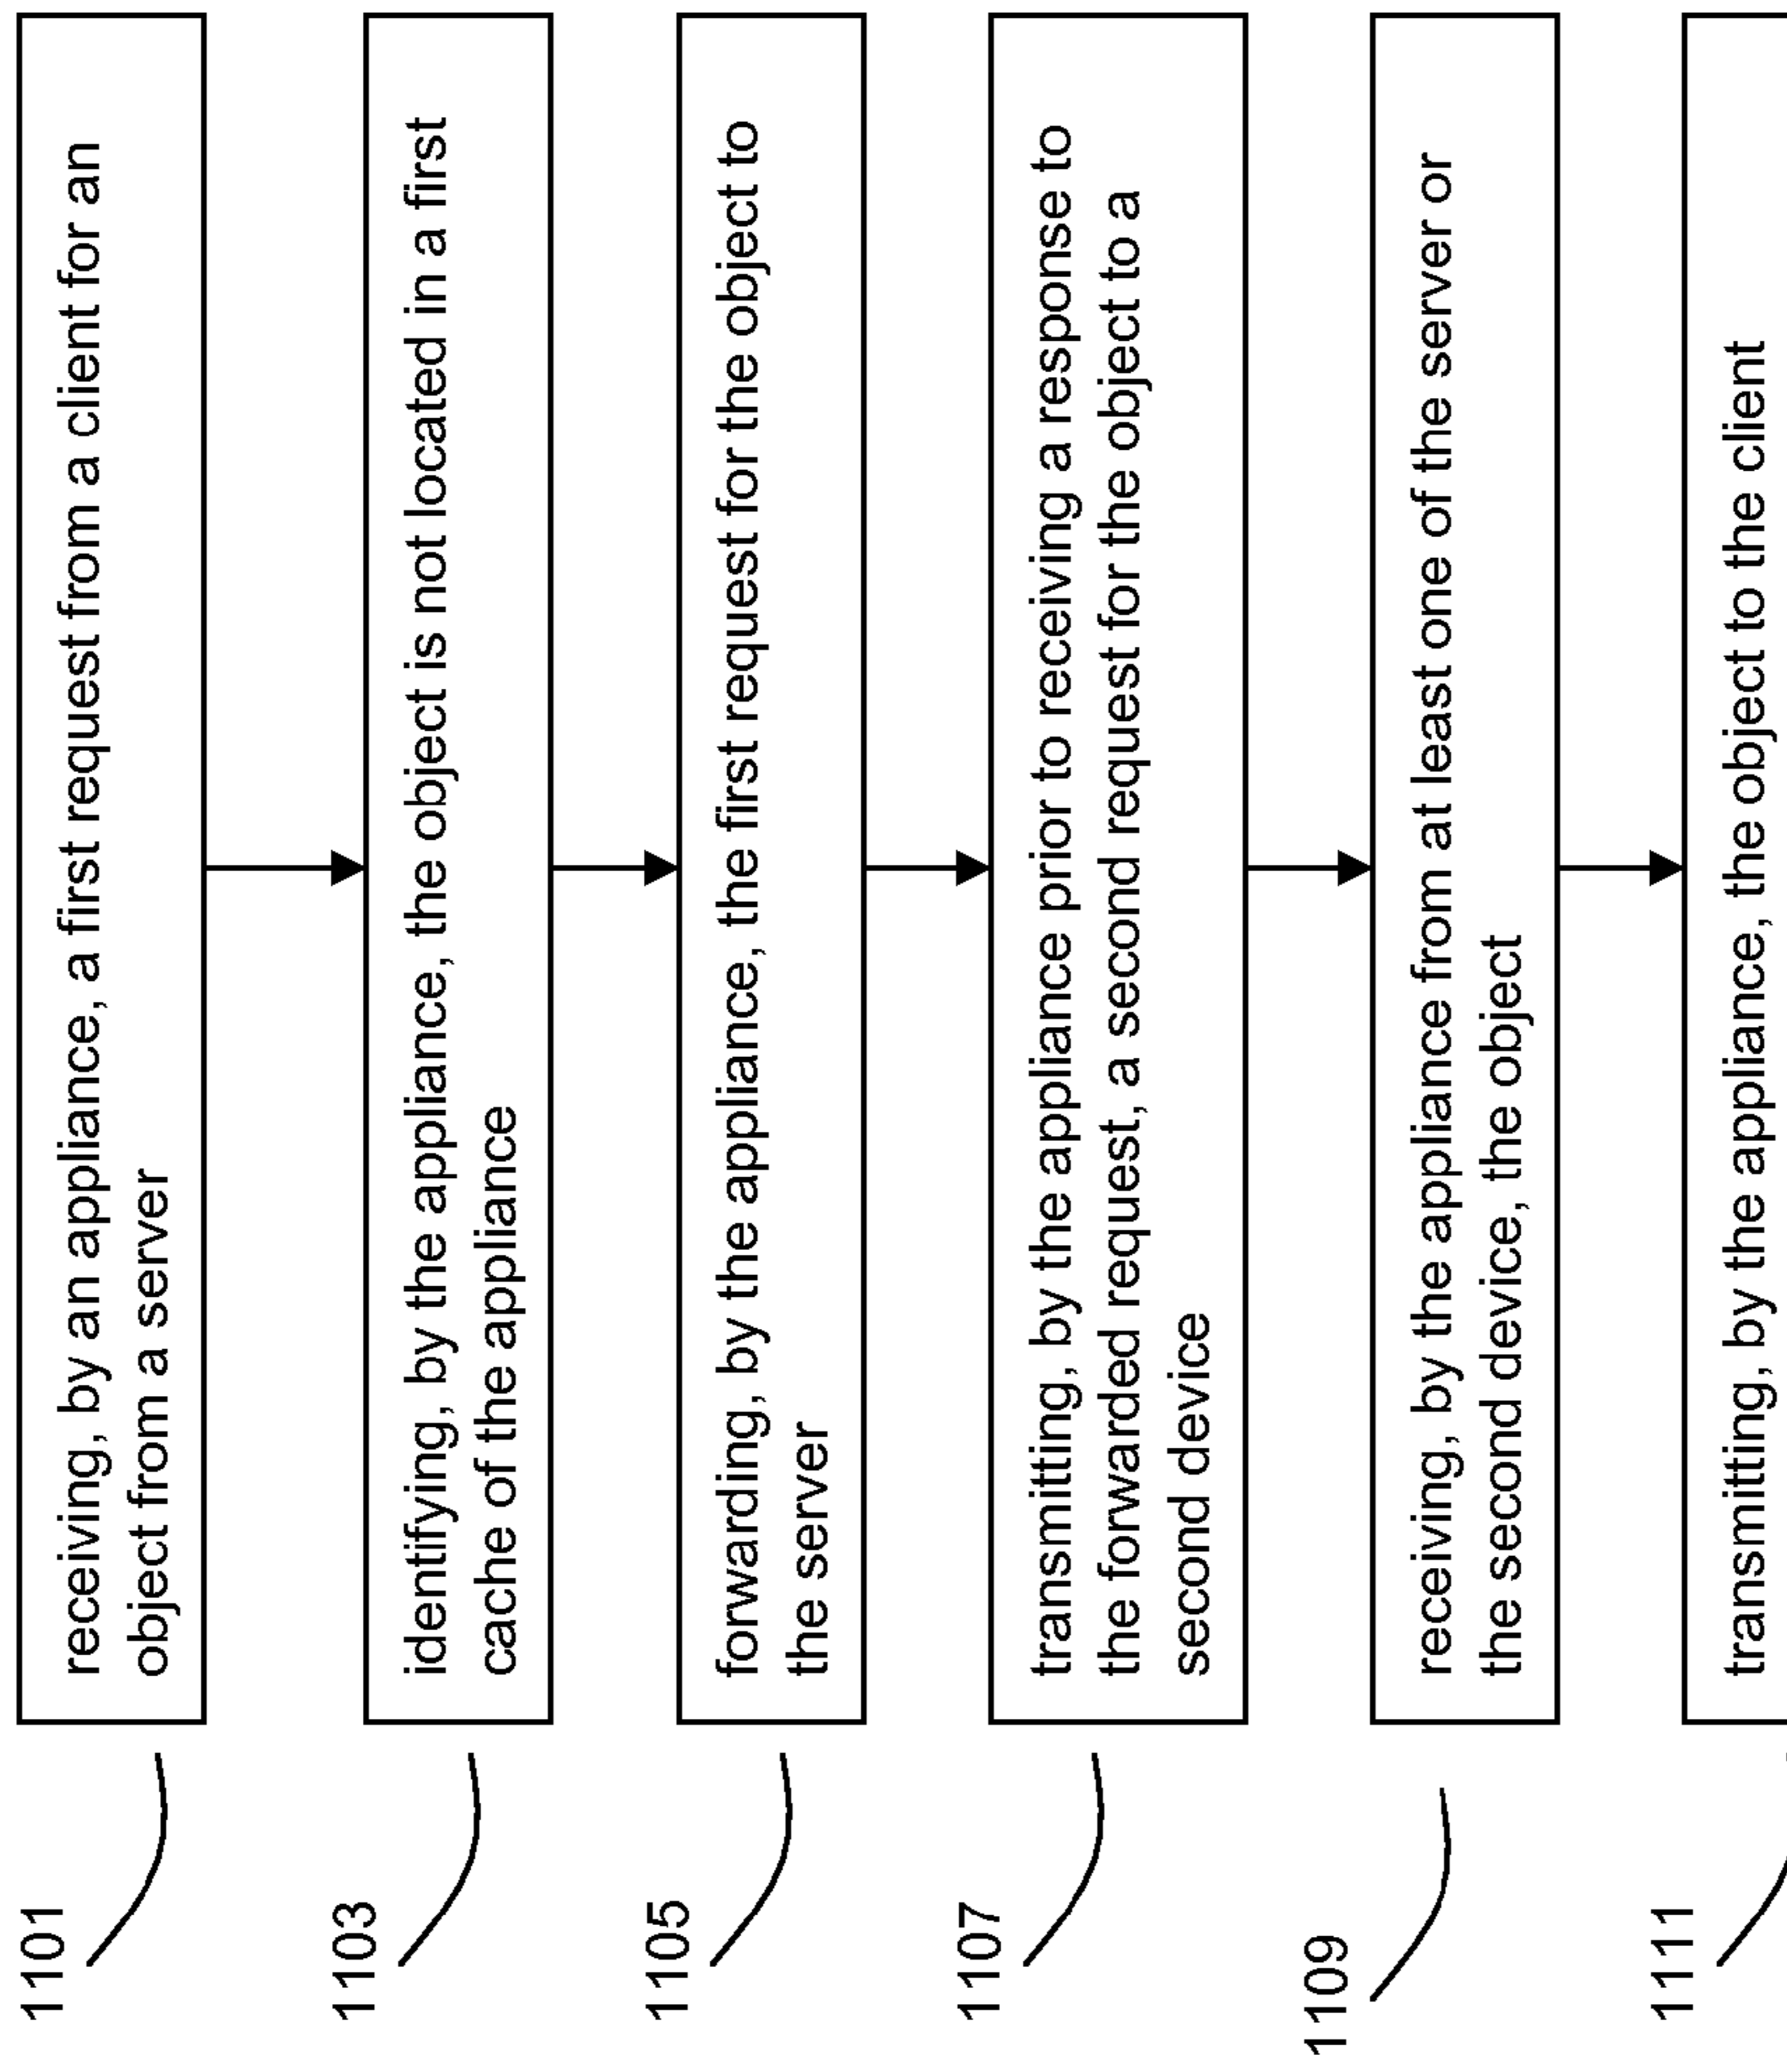 1101
receiving, by an appliance, a first request from a client for an
object from a server
1103
identifying, by the appliance, the object is not located in a first
cache of the appliance
1105
forwarding, by the appliance, the first request for the object to
the server
1107
transmitting, by the appliance prior to receiving a response to
the forwarded request, a second request for the object to a
second device
1109
receiving, by the appliance from at least one of the server or
the second device, the object
1111
transmitting, by the appliance, the object to the client